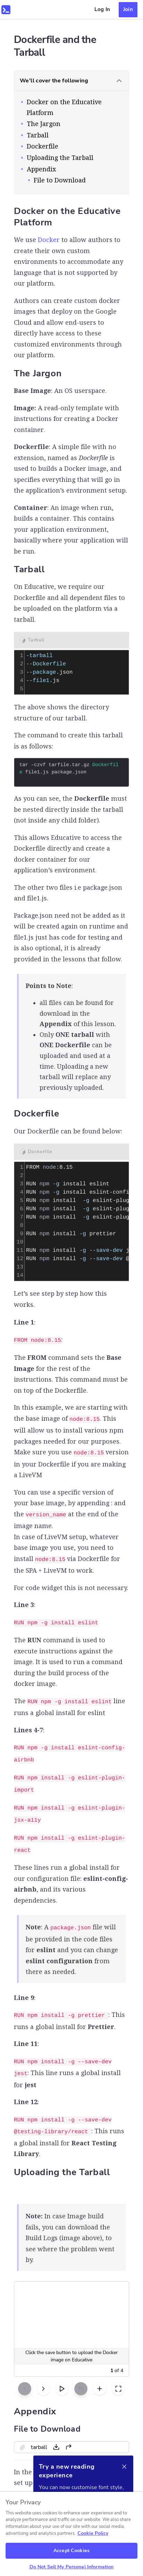 Log In
Join
Dockerfile and the
Tarball
We'll cover the following
Docker on the Educative
Platform
The Jargon
Tarball
Dockerfile
Uploading the Tarball
Appendix
File to Download
Docker on the Educative
Platform
We use Docker to allow authors to
create their own custom
environments to accommodate any
language that is not supported by
our platform.
Authors can create custom docker
images that deploy on the Google
Cloud and allow end-users to
directly have access to these
customized environments through
our platform.
The Jargon
Base Image: An OS userspace.
Image: A read-only template with
instructions for creating a Docker
container.
Dockerfile: A simple file with no
extension, named as Dockerfile is
necessary for a docker image, and
specifies everything that will go in
the application's environment setup.
Container: An image when run,
builds a container. This contains
your application environment,
basically where your application will
be run.
Tarball
On Educative, we require our
Dockerfile and all dependent files to
be uploaded on the platform via a
tarball.
Tarball
1 -tarball
2 --Dockerfile
3 --package.json
4 --file1.js
5
The above shows the directory
structure of our tarball.
The command to create this tarball
is as follows:
tar -czvf tarfile.tar.gz Dockerfil
e file1.js package.json
As you can see, the Dockerfile must
be nested directly inside the tarball
(not inside any child folder).
This allows Educative to access the
Dockerfile directly and create a
docker container for our
application's environment.
The other two files i.e package.json
and file1.js.
Package.json need not be added as it
will be created again on runtime and
file1.js just has code for testing and
is also optional, it is already
provided in the lessons that follow.
Points to Note:
all files can be found for
download in the
Appendix of this lesson.
Only ONE tarball with
ONE Dockerfile can be
uploaded and used at a
time. Uploading a new
tarball will replace any
previously uploaded.
Dockerfile
Our Dockerfile can be found below:
Dockerfile
1 FROM node:8.15
2
3 RUN npm -g install eslint
4 RUN npm -g install eslint-confi
5 RUN npm install -g eslint-plug
6 RUN npm install -g eslint-plug
7 RUN npm install -g eslint-plug
8
9 RUN npm install -g prettier
10
11 RUN npm install -g --save-dev j
12 RUN npm install -g --save-dev @
13
14
Let's see step by step how this
works.
Line 1:
FROM node:8.15:
The FROM command sets the Base
Image for the rest of the
instructions. This command must be
on top of the Dockerfile.
In this example, we are starting with
the base image of node:8.15. This
will allow us to install various npm
packages needed for our purposes.
Make sure you use node:8.15 version
in your Dockerfile if you are making
a LiveVM
You can use a specific version of
your base image, by appending : and
the version_name at the end of the
image name.
In case of LiveVM setup, whatever
base image you use, you need to
install node:8.15 via Dockerfile for
the SPA + LiveVM to work.
For code widget his is not necessary.
Line 3:
RUN npm -g install eslint
The RUN command is used to
execute instructions against the
image. It is used to run a command
during the build process of the
docker image.
The RUN npm -g install eslint line
runs a global install for eslint
Lines 4-7:
RUN npm -g install eslint-config-
airbnb
RUN npm install -g eslint-plugin-
import
RUN npm install -g eslint-plugin-
jsx-a11y
RUN npm install -g eslint-plugin-
react
These lines run a global install for
our configuration file: eslint-config-
airbnb, and its various
dependencies.
Note: A package.json file will
be provided in the code files
for eslint and you can change
eslint configuration from
there as needed.
Line 9:
RUN npm install -g prettier : This
runs a global install for Prettier.
Line 11:
RUN npm install -g --save-dev
jest: This line runs a global install
for jest
Line 12:
RUN npm install -g --save-dev
@testing-library/react : This runs
a global install for React Testing
Library.
Uploading the Tarball
Note: In case Image build
fails, you can download the
Build Logs (image above), to
see where the problem went
by.
Click the save button to upload the Docker
image on Educative
1 of 4
Appendix
File to Download
tarball
In the
set up
Try a new reading
experience
You can now customise font style,
Your Privacy
This website uses cookies to enhance user experience and to
analyze performance and traffic on our website. We also share
information about your use of our site with our social media,
advertising and analytics partners. Cookie Policy
Accept Cookies
Do Not Sell My Personal Information